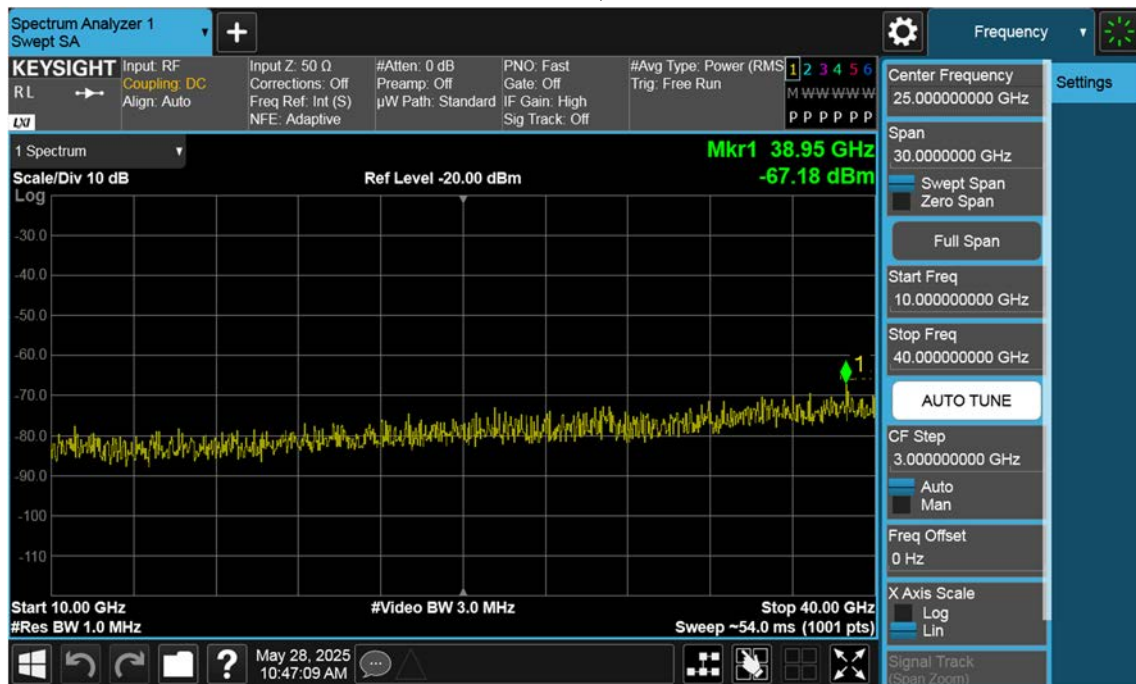 Spectrum Analyzer 1
Swept SA
Frequency
KEYSIGHT
RL
LXI
Input: RF
Coupling: DC
Align: Auto
Input Z: 50 Ω
Corrections: Off
Freq Ref: Int (S)
NFE: Adaptive
#Atten: 0 dB
Preamp: Off
µW Path: Standard
PNO: Fast
Gate: Off
IF Gain: High
Sig Track: Off
#Avg Type: Power (RMS
Trig: Free Run
1 2 3 4 5 6
M W W W W W
P P P P P P
1 Spectrum
Scale/Div 10 dB
Log
Ref Level -20.00 dBm
Mkr1 38.95 GHz
-67.18 dBm
-30.0
-40.0
-50.0
-60.0
1
-70.0
-80.0
-90.0
-100
-110
Start 10.00 GHz
#Res BW 1.0 MHz
#Video BW 3.0 MHz
Stop 40.00 GHz
Sweep ~54.0 ms (1001 pts)
Center Frequency
25.000000000 GHz
Span
30.0000000 GHz
Swept Span
Zero Span
Full Span
Start Freq
10.000000000 GHz
Stop Freq
40.000000000 GHz
AUTO TUNE
CF Step
3.000000000 GHz
Auto
Man
Freq Offset
0 Hz
X Axis Scale
Log
Lin
Signal Track
(Span Zoom)
Settings
?
May 28, 2025
10:47:09 AM